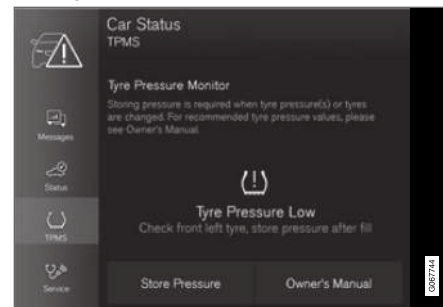 Car Status
TPMS
Tyre Pressure Monitor
Storing pressure is required when tyre pressure(s) or tyres
are changed. For recommended tyre pressure values, please
see Owner's Manual.
Messages
Status
TPMS
Service
Tyre Pressure Low
Check front left tyre, store pressure after fill
Store Pressure
Owner's Manual
G067744